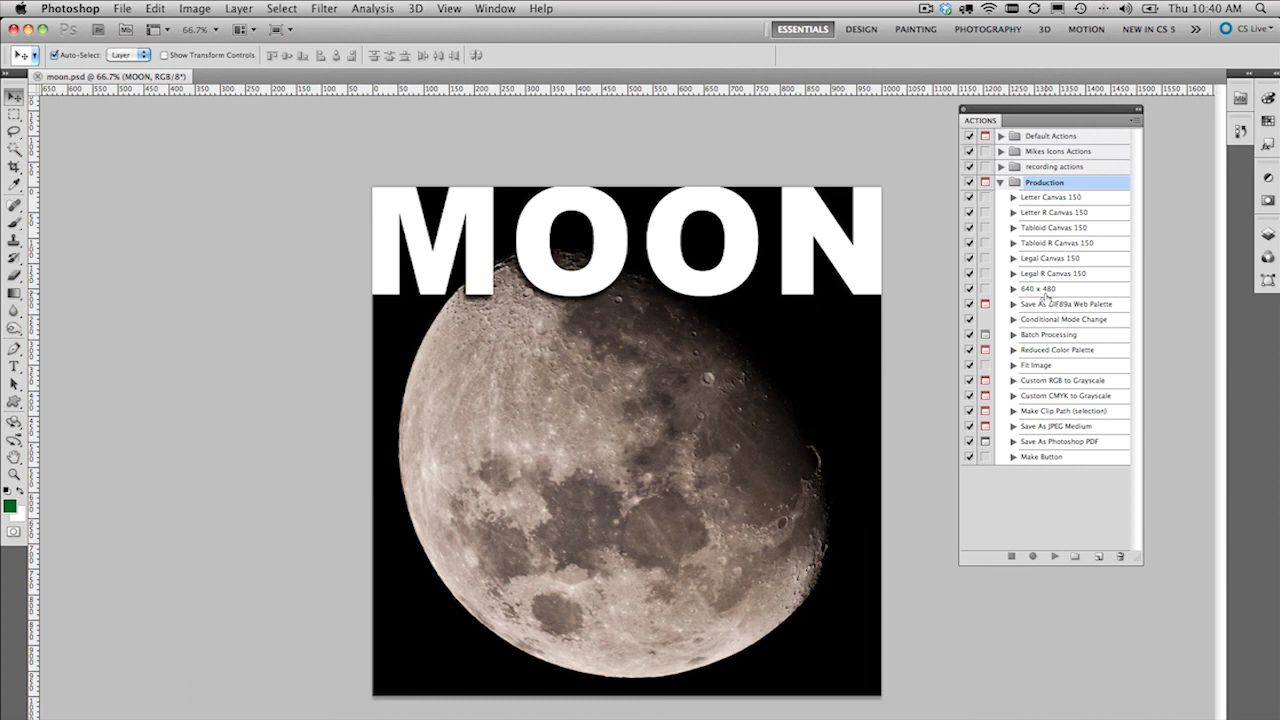 Photoshop File Edit Image Layer Select Filter Analysis 3D View Window Help Thu 10:40 AM
Ps Br Mb 66.7% ESSENTIALS DESIGN PAINTING PHOTOGRAPHY 3D MOTION NEW IN CS 5 CS Live
Auto-Select: Layer Show Transform Controls
moon.psd @ 66.7% (MOON, RGB/8*)
ACTIONS
Default Actions
Mikes Icons Actions
recording actions
Production
Letter Canvas 150
Letter R Canvas 150
Tabloid Canvas 150
Tabloid R Canvas 150
Legal Canvas 150
Legal R Canvas 150
640 x 480
Save As GIF89a Web Palette
Conditional Mode Change
Batch Processing
Reduced Color Palette
Fit Image
Custom RGB to Grayscale
Custom CMYK to Grayscale
Make Clip Path (selection)
Save As JPEG Medium
Save As Photoshop PDF
Make Button
MOON